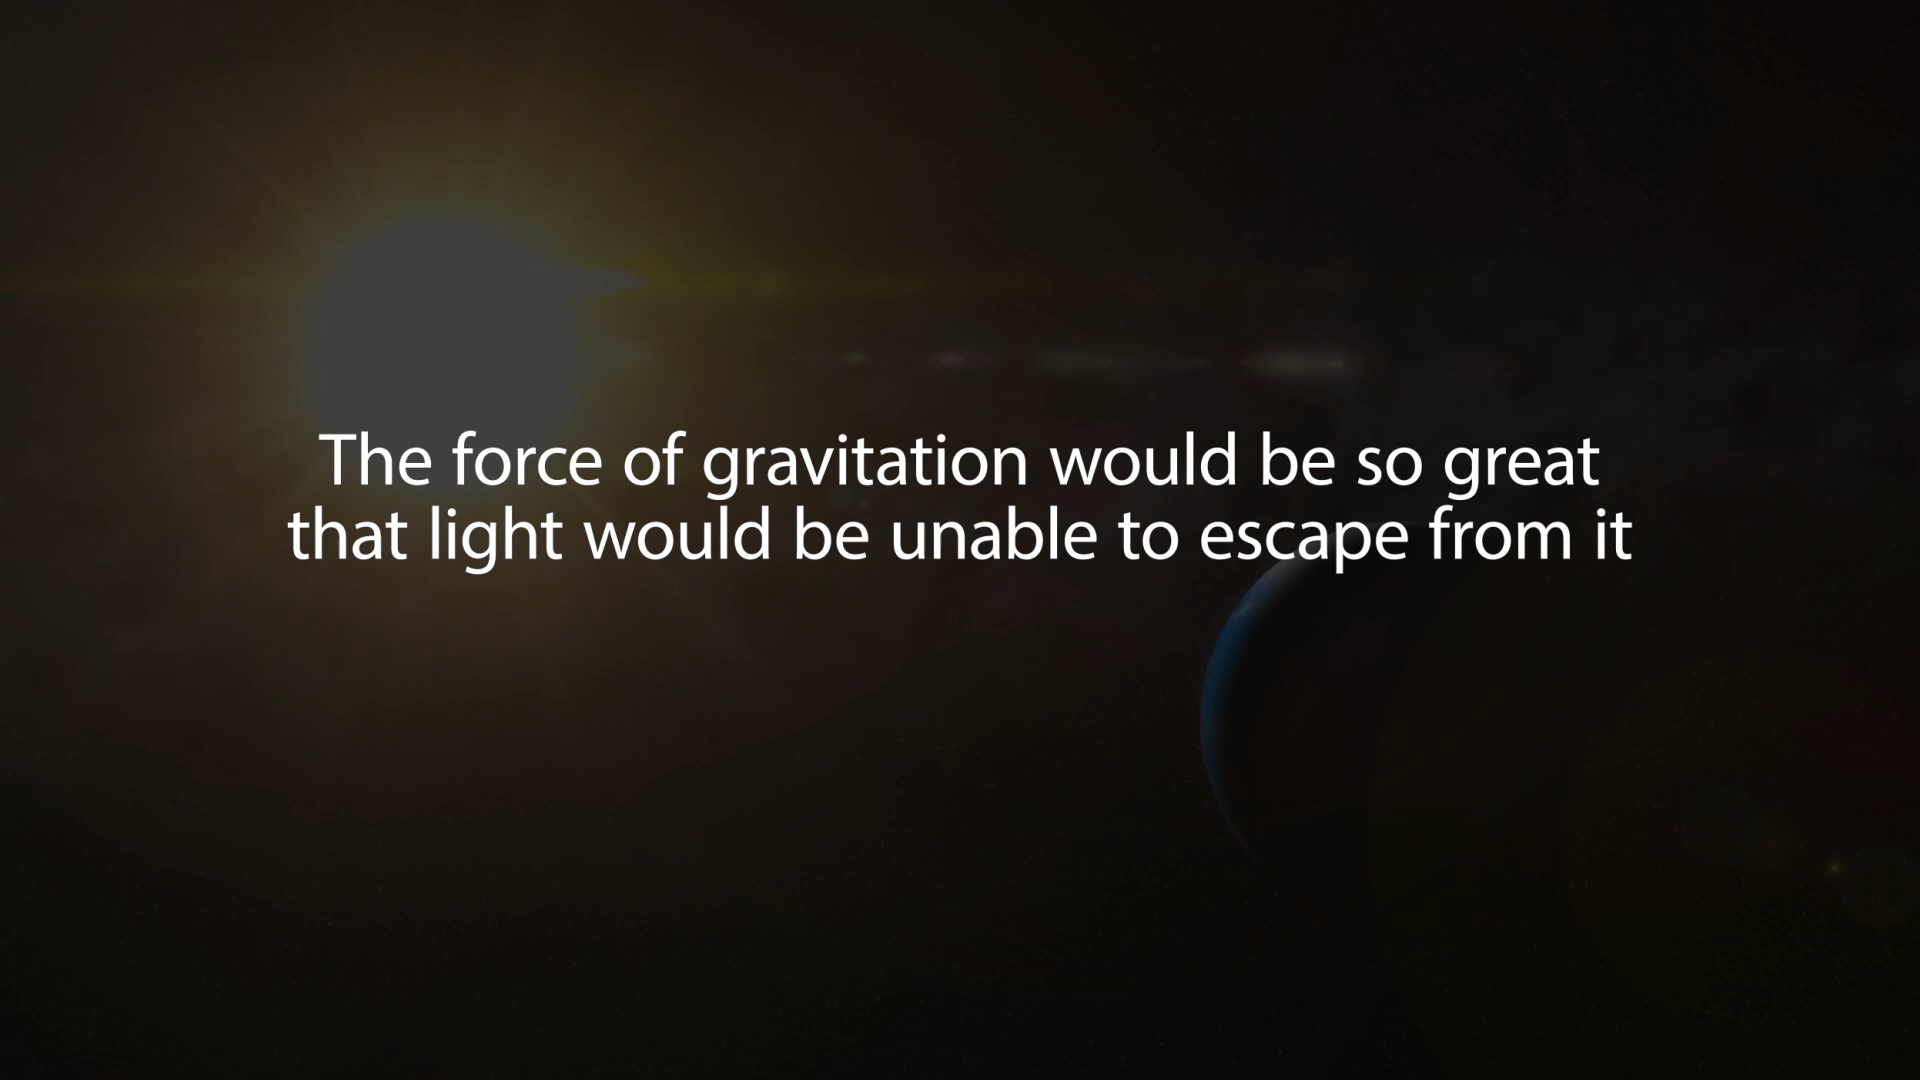 The force of gravitation would be so great
that light would be unable to escape from it